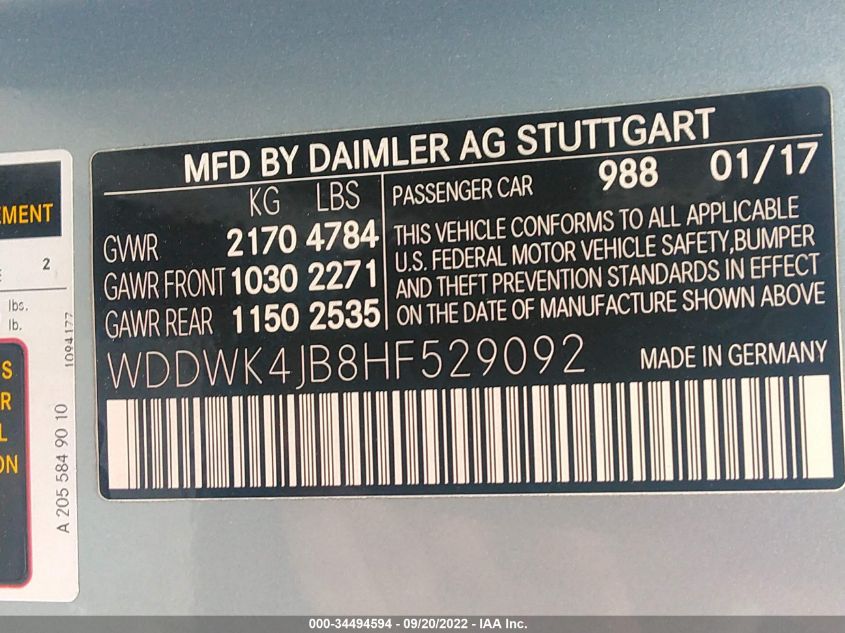 MFD BY DAIMLER AG STUTTGART
KG LBS
GVWR 2170 4784
GAWR FRONT 1030 2271
GAWR REAR 1150 2535
PASSENGER CAR 988 01/17
THIS VEHICLE CONFORMS TO ALL APPLICABLE
U.S. FEDERAL MOTOR VEHICLE SAFETY, BUMPER
AND THEFT PREVENTION STANDARDS IN EFFECT
ON THE DATE OF MANUFACTURE SHOWN ABOVE
WDDWK4JB8HF529092 MADE IN GERMANY
EMENT
2
lbs.
lb.
1094177
A 205 584 90 10
S
R
L
ON
000-34494594 - 09/20/2022 - IAA Inc.